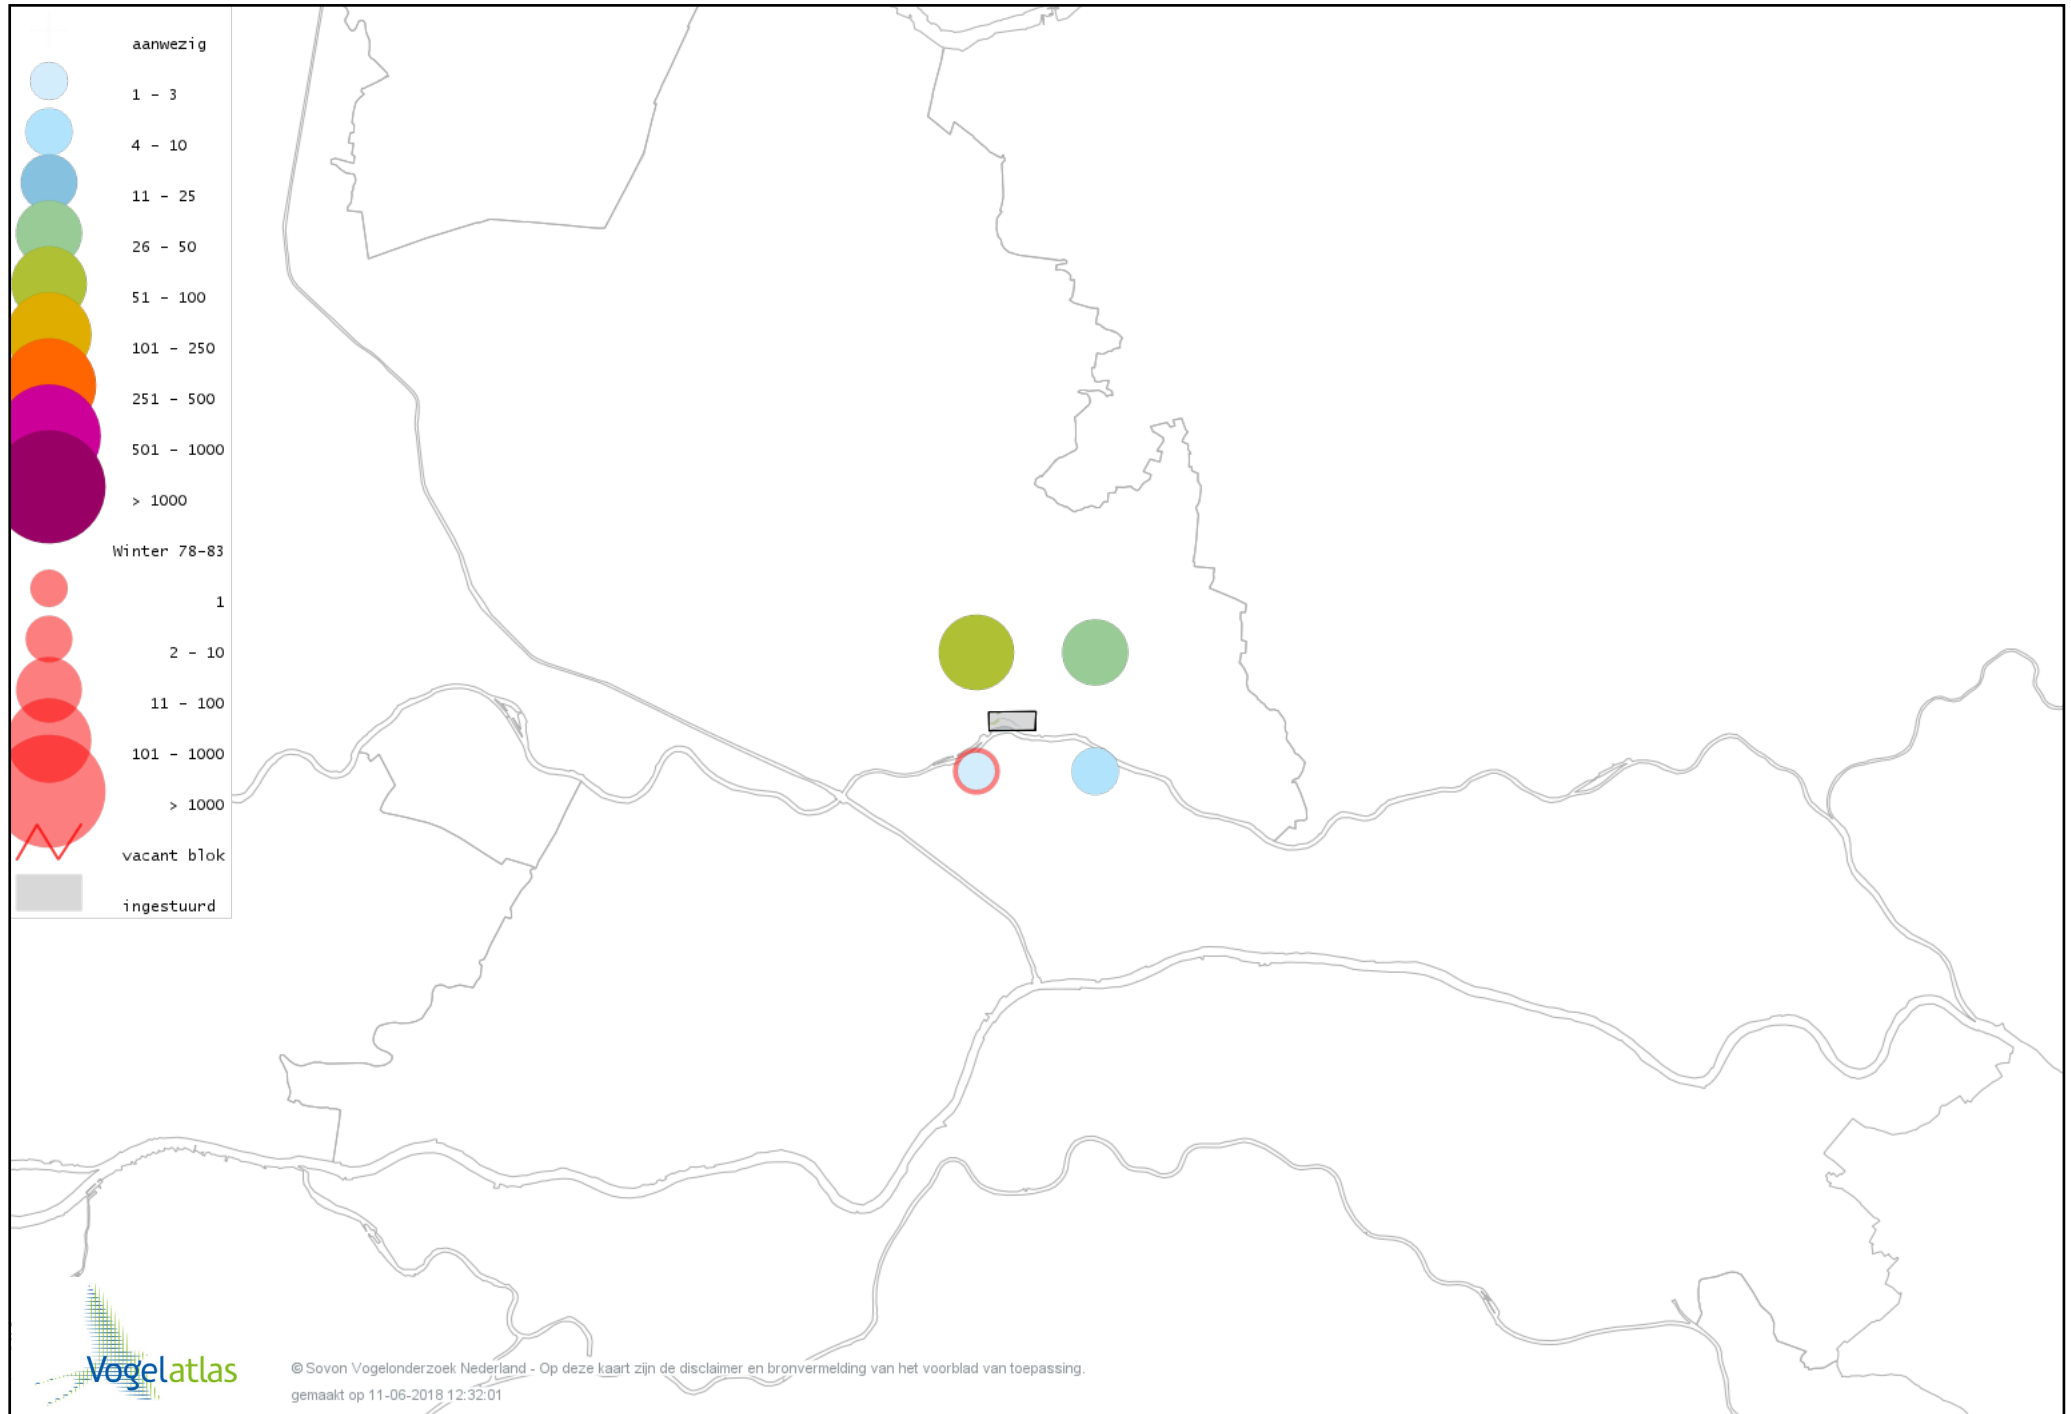 aanwezig
1 - 3
4 - 10
11 - 25
26 - 50
51 - 100
101 - 250
251 - 500
501 - 1000
> 1000
Winter 78-83
1
2 - 10
11 - 100
101 - 1000
> 1000
vacant blok
ingestuurd
Vogelatlas
© Sovon Vogelonderzoek Nederland - Op deze kaart zijn de disclaimer en bronvermelding van het voorblad van toepassing.
gemaakt op 11-06-2018 12:32:01